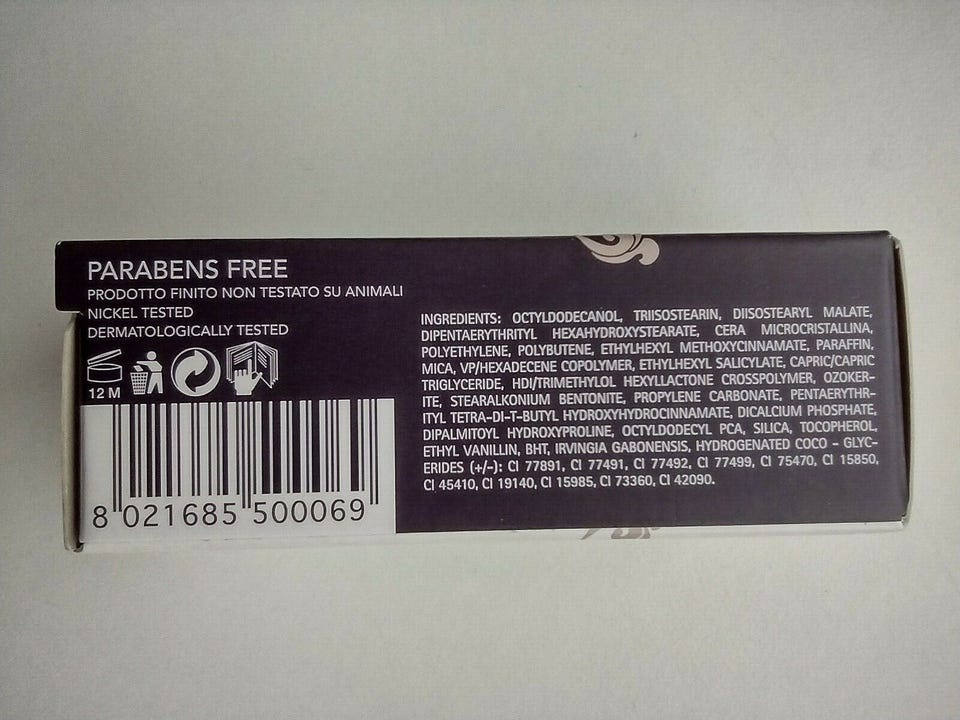 PARABENS FREE
PRODOTTO FINITO NON TESTATO SU ANIMALI
NICKEL TESTED
DERMATOLOGICALLY TESTED
12 M
8 021685 500069
INGREDIENTS: OCTYLDODECANOL, TRIISOSTEARIN, DIISOSTEARYL MALATE,
DIPENTAERYTHRITYL HEXAHYDROXYSTEARATE, CERA MICROCRISTALLINA,
POLYETHYLENE, POLYBUTENE, ETHYLHEXYL METHOXYCINNAMATE, PARAFFIN,
MICA, VP/HEXADECENE COPOLYMER, ETHYLHEXYL SALICYLATE, CAPRIC/CAPRIC
TRIGLYCERIDE, HDI/TRIMETHYLOL HEXYLLACTONE CROSSPOLYMER, OZOKER-
ITE, STEARALKONIUM BENTONITE, PROPYLENE CARBONATE, PENTAERYTHR-
ITYL TETRA-DI-T-BUTYL HYDROXYHYDROCINNAMATE, DICALCIUM PHOSPHATE,
DIPALMITOYL HYDROXYPROLINE, OCTYLDODECYL PCA, SILICA, TOCOPHEROL,
ETHYL VANILLIN, BHT, IRVINGIA GABONENSIS, HYDROGENATED COCO - GLYC-
ERIDES (+/-): CI 77891, CI 77491, CI 77492, CI 77499, CI 75470, CI 15850,
CI 45410, CI 19140, CI 15985, CI 73360, CI 42090.